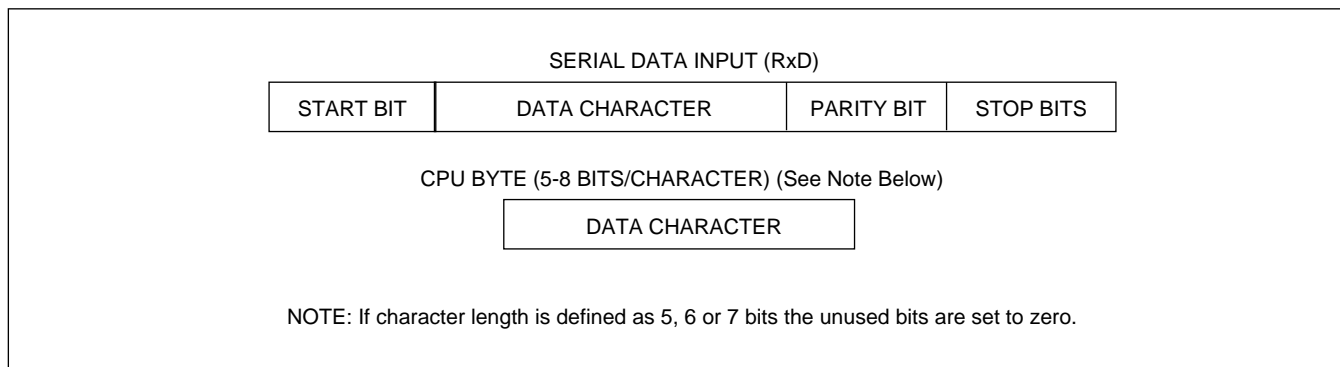 SERIAL DATA INPUT (RxD)
START BIT DATA CHARACTER PARITY BIT STOP BITS
CPU BYTE (5-8 BITS/CHARACTER) (See Note Below)
DATA CHARACTER
NOTE: If character length is defined as 5, 6 or 7 bits the unused bits are set to zero.